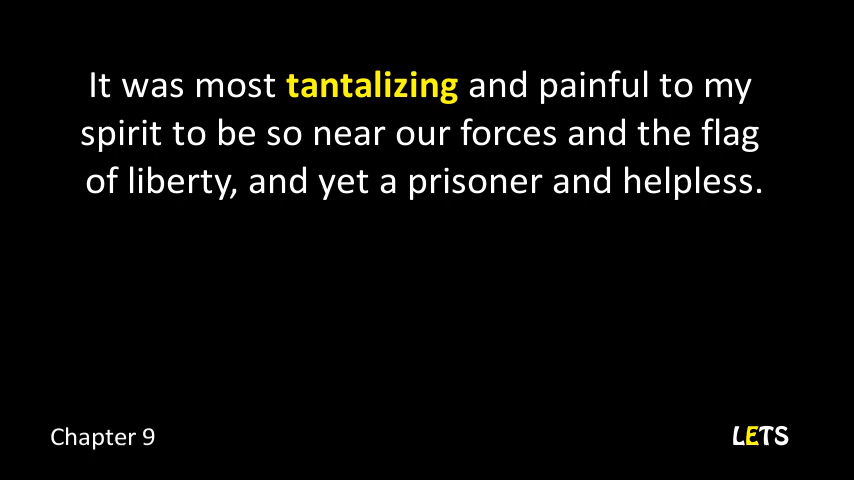 It was most tantalizing and painful to my
spirit to be so near our forces and the flag
of liberty, and yet a prisoner and helpless.
Chapter 9
LETS